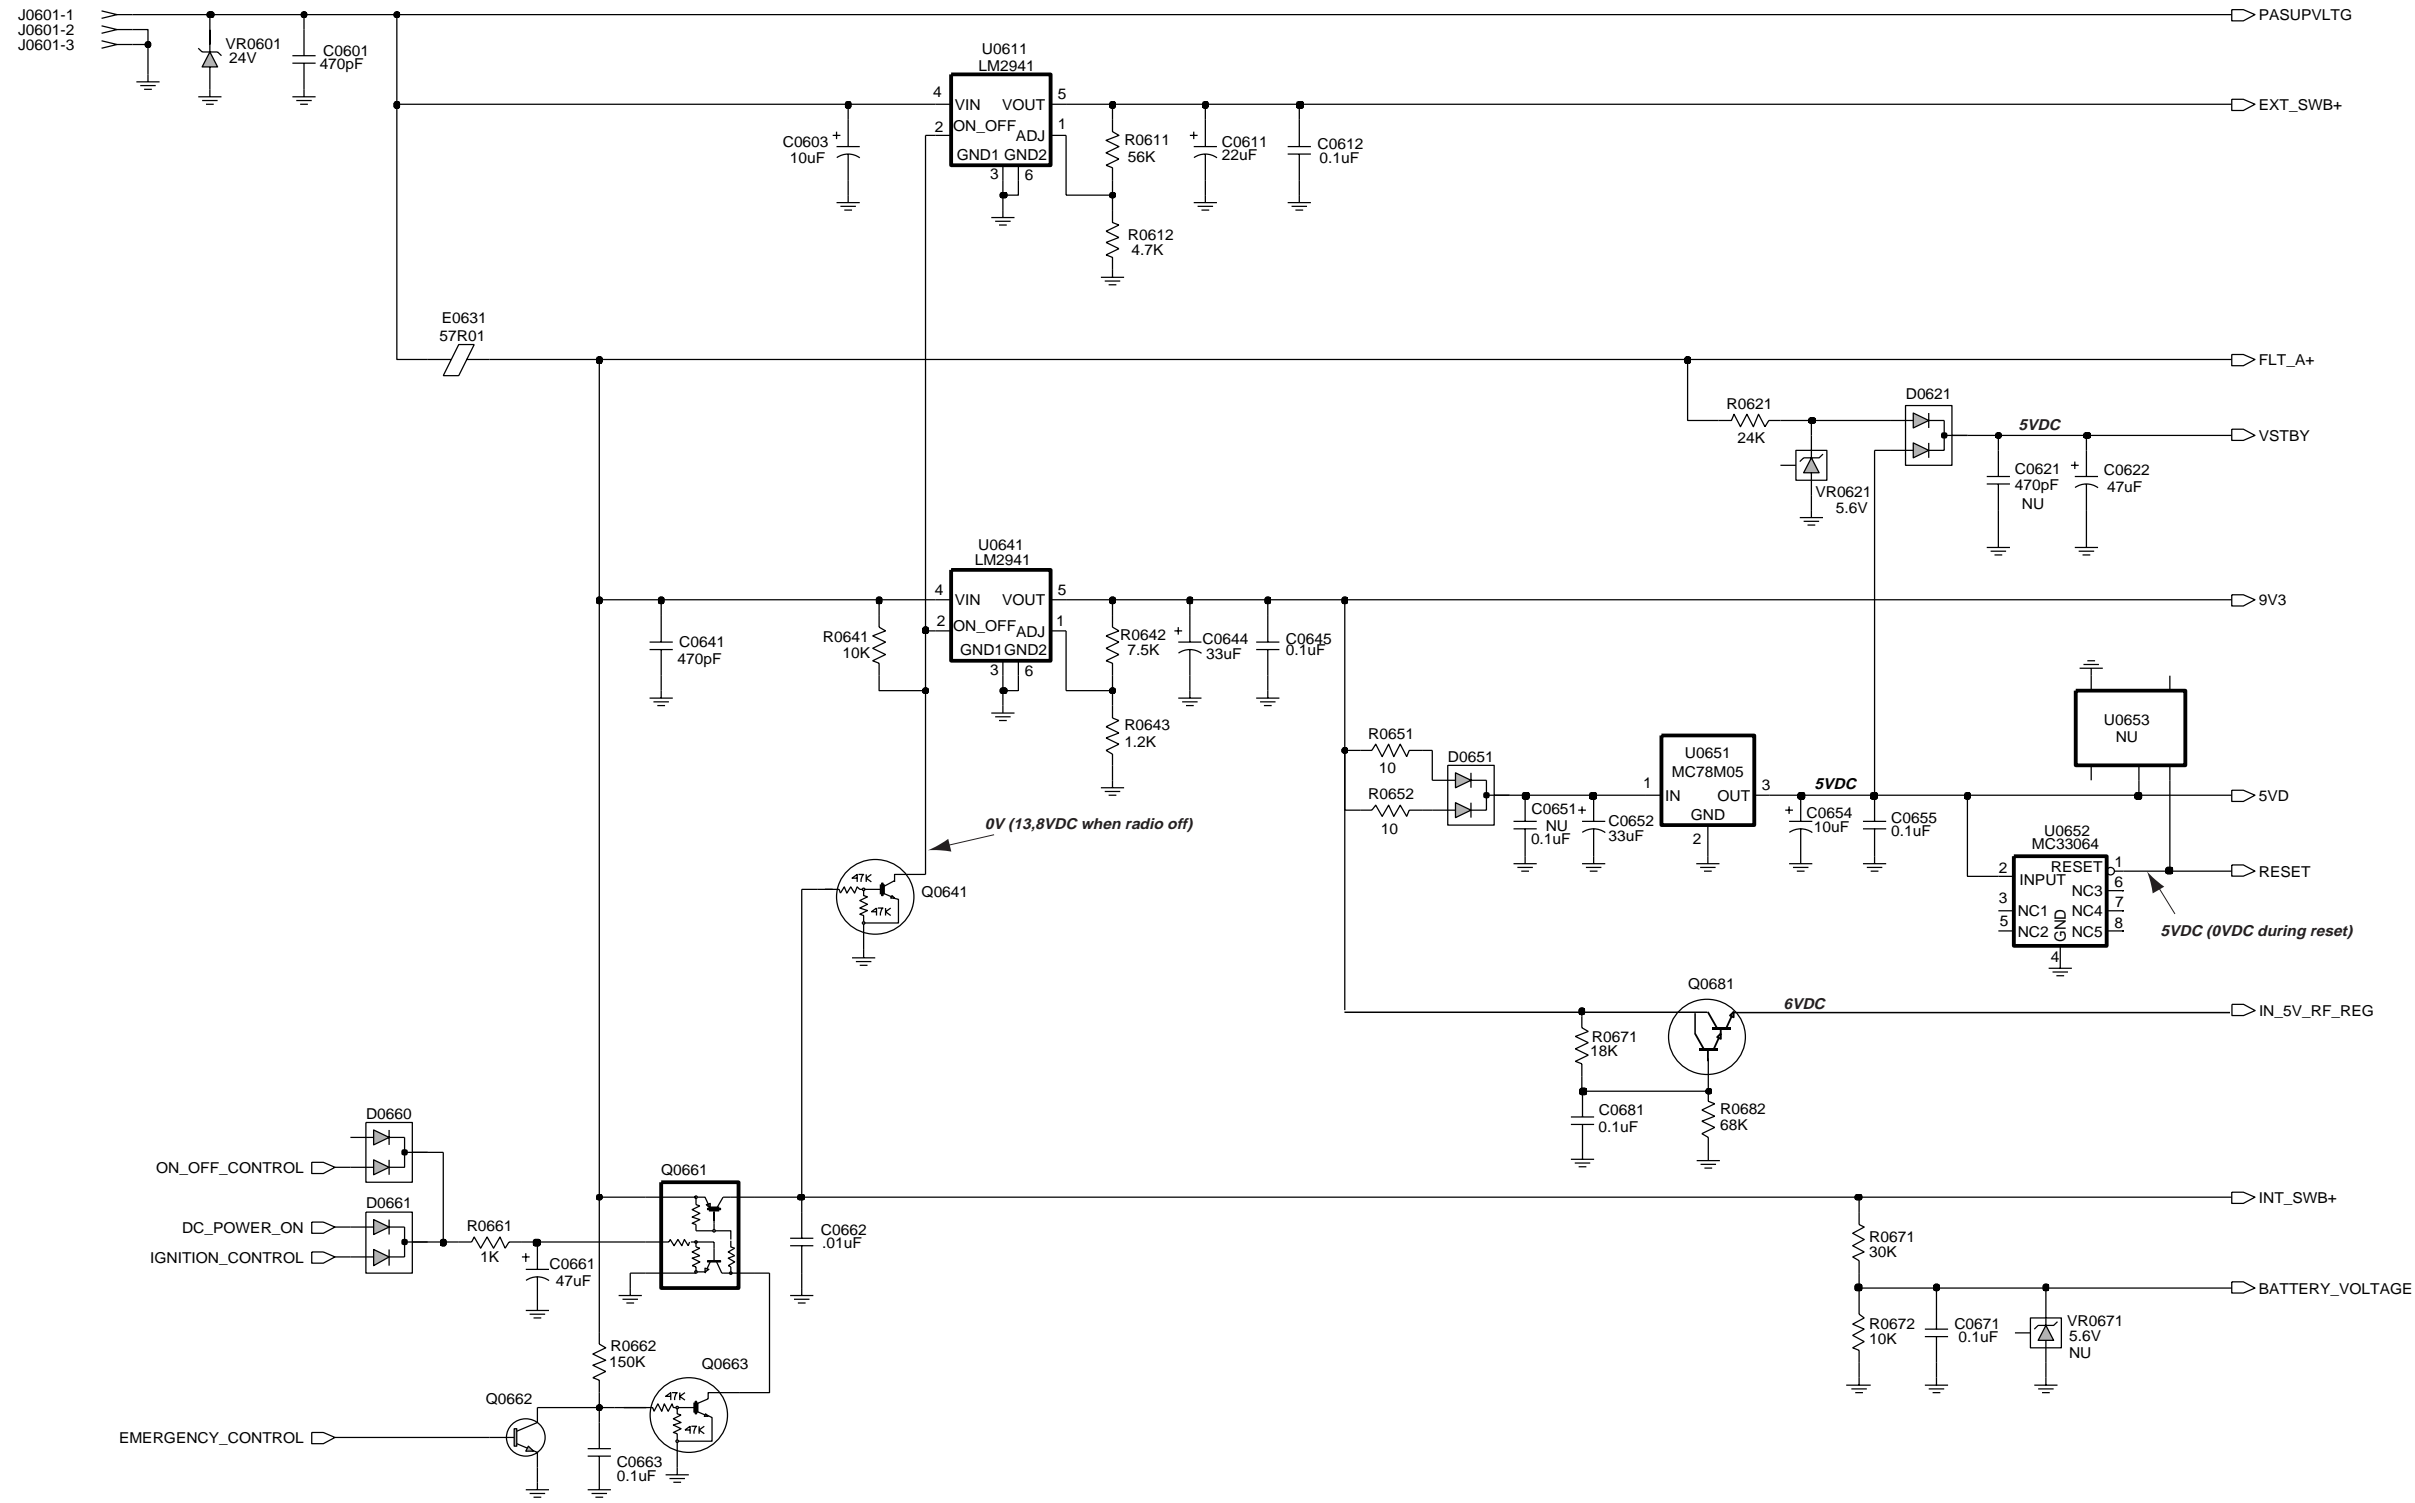 J0601-1
J0601-2
J0601-3
VR0601
24V
C0601
470pF
PASUPVLTG
U0611
LM2941
4
VIN
VOUT
5
2
ON_OFF
ADJ
1
GND1
GND2
3
6
C0603
+
10uF
R0611
56K
+
C0611
22uF
C0612
0.1uF
EXT_SWB+
R0612
4.7K
E0631
57R01
FLT_A+
R0621
24K
D0621
5VDC
VSTBY
VR0621
5.6V
C0621
470pF
NU
+
C0622
47uF
U0641
LM2941
4
VIN
VOUT
5
2
ON_OFF
ADJ
1
GND1
GND2
3
6
9V3
C0641
470pF
R0641
10K
R0642
7.5K
+
C0644
33uF
C0645
0.1uF
R0643
1.2K
R0651
10
R0652
10
D0651
C0651
NU
0.1uF
+
C0652
33uF
U0651
MC78M05
1
IN
OUT
3
GND
2
5VDC
+
C0654
10uF
C0655
0.1uF
U0653
NU
5VD
U0652
MC33064
2
INPUT
RESET
1
3
NC1
5
NC2
NC3
6
NC4
7
NC5
8
GND
4
RESET
5VDC (0VDC during reset)
0V (13,8VDC when radio off)
47K
47K
Q0641
Q0681
6VDC
IN_5V_RF_REG
R0671
18K
C0681
0.1uF
R0682
68K
D0660
ON_OFF_CONTROL
D0661
DC_POWER_ON
IGNITION_CONTROL
R0661
1K
+
C0661
47uF
Q0661
C0662
.01uF
INT_SWB+
R0671
30K
BATTERY_VOLTAGE
R0672
10K
C0671
0.1uF
VR0671
5.6V
NU
R0662
150K
Q0663
47K
47K
Q0662
EMERGENCY_CONTROL
C0663
0.1uF